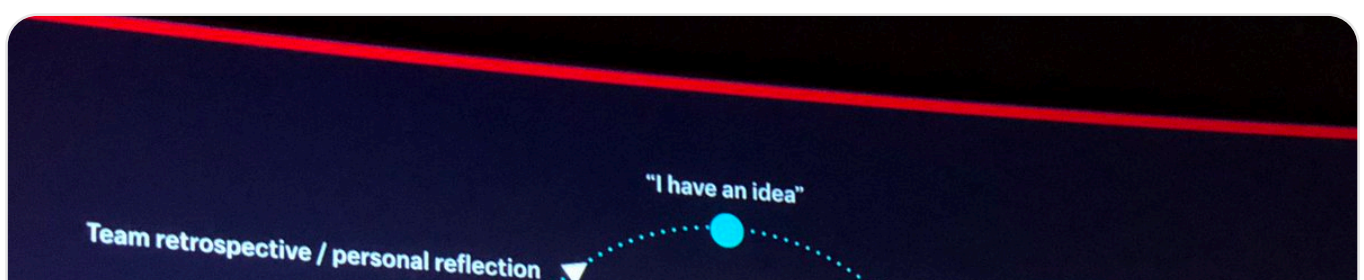 “I have an idea”
Team retrospective / personal reflection